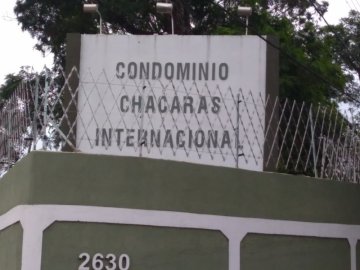 CONDOMINIO
CHACARAS
INTERNACIONAL
2630